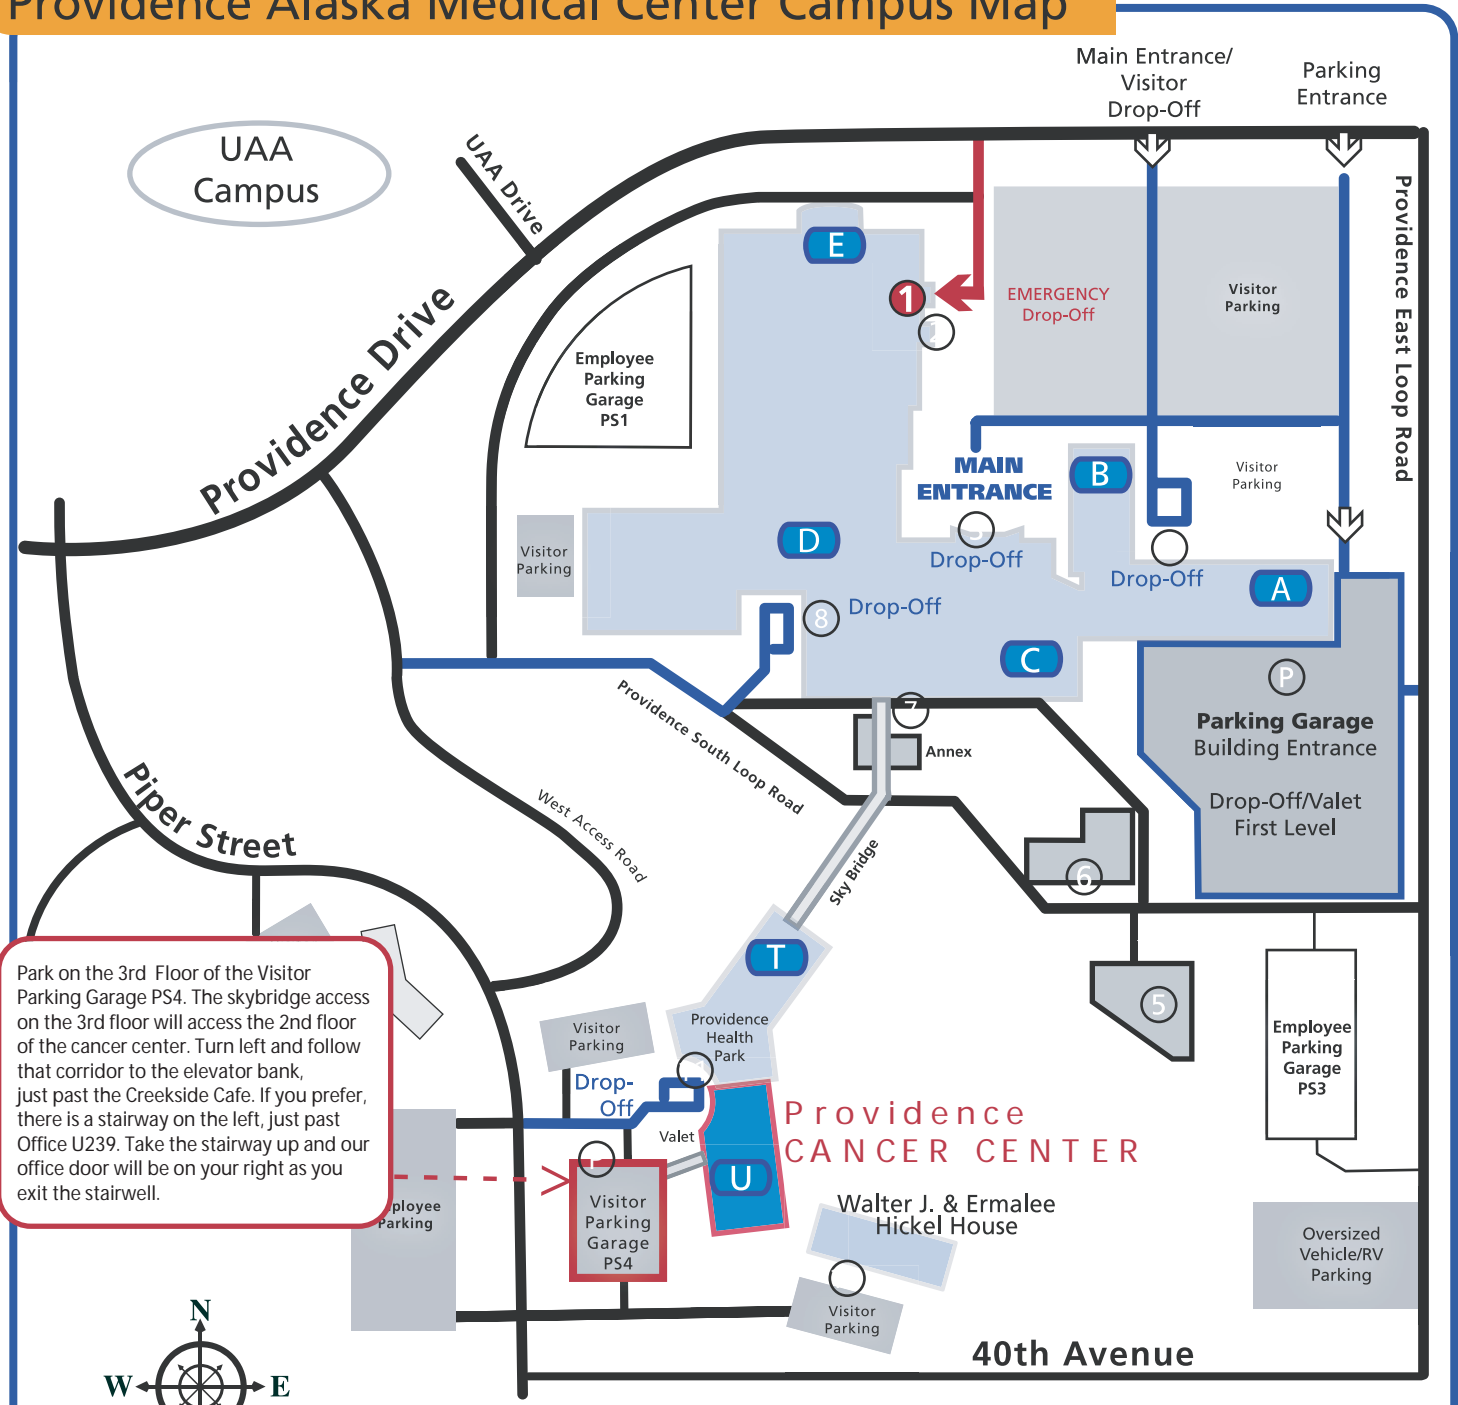 Providence Alaska Medical Center Campus Map
Main Entrance/
Visitor
Drop-Off
Parking
Entrance
UAA
Campus
UAA Drive
Providence Drive
Providence East Loop Road
E
1
2
EMERGENCY
Drop-Off
Visitor
Parking
Employee
Parking
Garage
PS1
MAIN
ENTRANCE
B
Visitor
Parking
D
Visitor
Parking
Drop-Off
Drop-Off
A
8
Drop-Off
C
P
Parking Garage
Building Entrance
Drop-Off/Valet
First Level
Providence South Loop Road
7
Annex
West Access Road
Piper Street
Sky Bridge
6
T
5
Park on the 3rd Floor of the Visitor
Parking Garage PS4. The skybridge access
on the 3rd floor will access the 2nd floor
of the cancer center. Turn left and follow
that corridor to the elevator bank,
just past the Creekside Cafe. If you prefer,
there is a stairway on the left, just past
Office U239. Take the stairway up and our
office door will be on your right as you
exit the stairwell.
Visitor
Parking
Providence
Health
Park
Employee
Parking
Garage
PS3
Drop-
Off
Valet
Providence
CANCER CENTER
U
Parking
Visitor
Parking
Garage
PS4
Walter J. & Ermalee
Hickel House
Visitor
Parking
Oversized
Vehicle/RV
Parking
40th Avenue
N
W
E